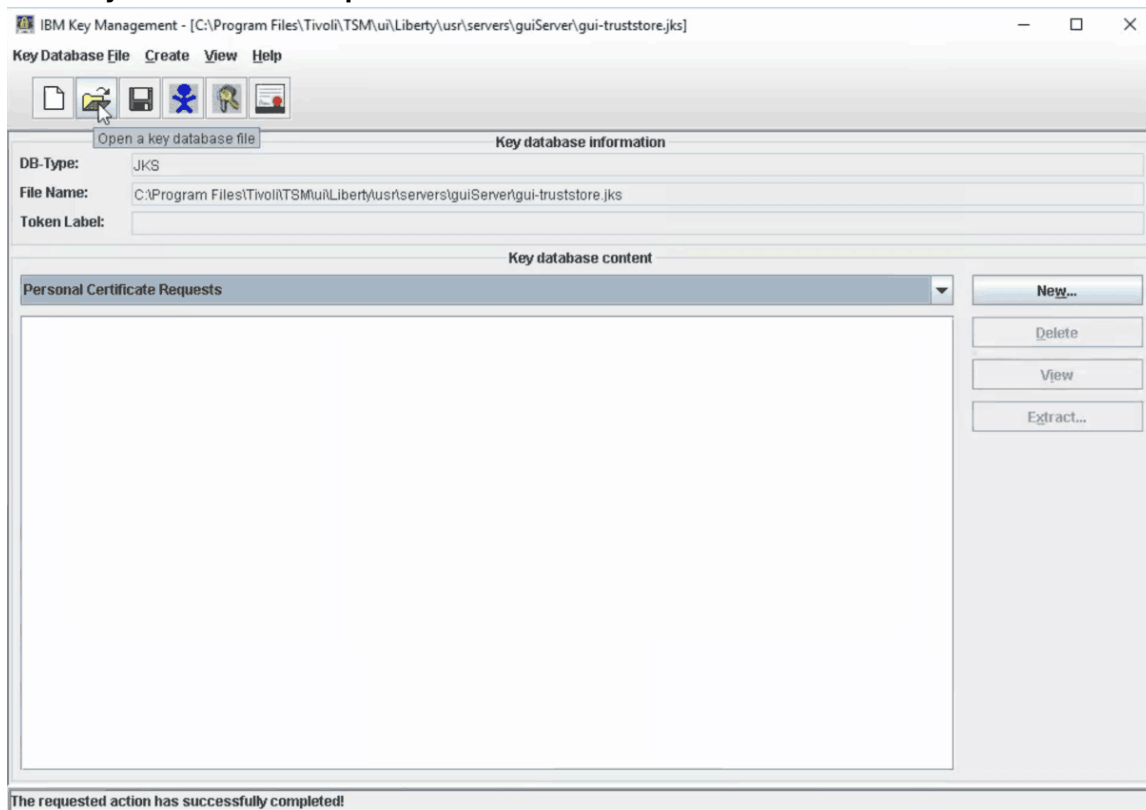 IBM Key Management - [C:\Program Files\Tivoli\TSM\ui\Liberty\usr\servers\guiServer\gui-truststore.jks]
Key Database File Create View Help
Open a key database file
Key database information
DB-Type: JKS
File Name: C:\Program Files\Tivoli\TSM\ui\Liberty\usr\servers\guiServer\gui-truststore.jks
Token Label:
Key database content
Personal Certificate Requests
New...
Delete
View
Extract...
The requested action has successfully completed!